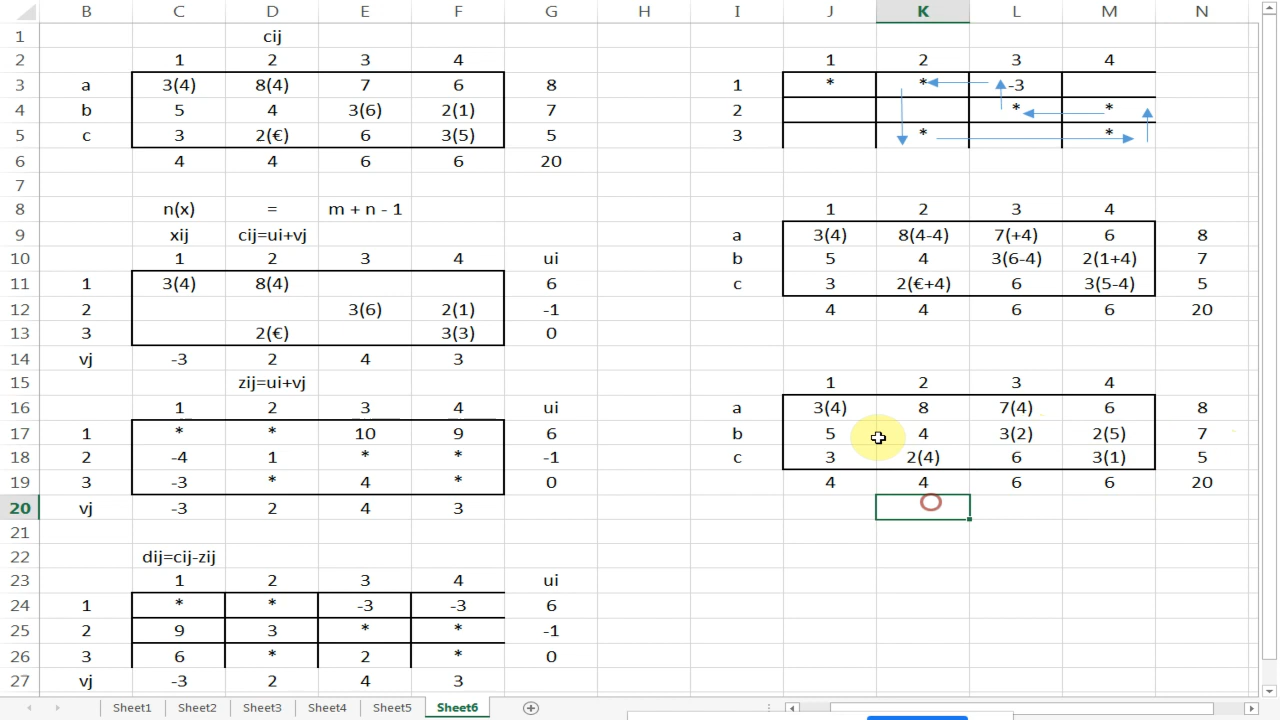 B C D E F G H I J K L M N
1 cij
2 1 2 3 4 1 2 3 4
3 a 3(4) 8(4) 7 6 8 1 * * -3
4 b 5 4 3(6) 2(1) 7 2 * *
5 c 3 2(€) 6 3(5) 5 3 * *
6 4 4 6 6 20
7
8 n(x) = m + n - 1 1 2 3 4
9 xij cij=ui+vj a 3(4) 8(4-4) 7(+4) 6 8
10 1 2 3 4 ui b 5 4 3(6-4) 2(1+4) 7
11 1 3(4) 8(4) 6 c 3 2(€+4) 6 3(5-4) 5
12 2 3(6) 2(1) -1 4 4 6 6 20
13 3 2(€) 3(3) 0
14 vj -3 2 4 3
15 zij=ui+vj 1 2 3 4
16 1 2 3 4 ui a 3(4) 8 7(4) 6 8
17 1 * * 10 9 6 b 5 4 3(2) 2(5) 7
18 2 -4 1 * * -1 c 3 2(4) 6 3(1) 5
19 3 -3 * 4 * 0 4 4 6 6 20
20 vj -3 2 4 3
21
22 dij=cij-zij
23 1 2 3 4 ui
24 1 * * -3 -3 6
25 2 9 3 * * -1
26 3 6 * 2 * 0
27 vj -3 2 4 3
Sheet1 Sheet2 Sheet3 Sheet4 Sheet5 Sheet6